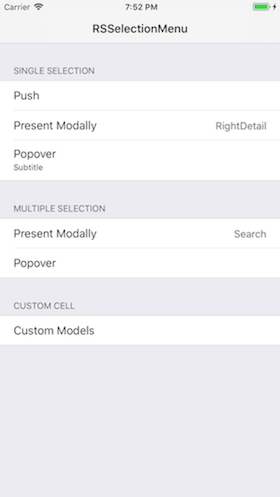 Carrier 7:52 PM
RSSelectionMenu
SINGLE SELECTION
Push
Present Modally RightDetail
Popover
Subtitle
MULTIPLE SELECTION
Present Modally Search
Popover
CUSTOM CELL
Custom Models